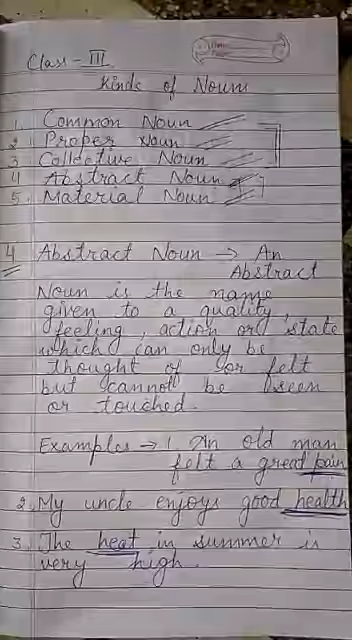 Class - III
Kinds of Noun
1. Common Noun
2. Proper Noun
3 Collective Noun
4 Abstract Noun
5. Material Noun
4 Abstract Noun → An
Abstract
Noun is the name
given to a quality,
feeling, action or state
which can only be
thought of or felt
but cannot be seen
or touched.
Examples → 1. An old man
felt a great pain
2. My uncle enjoys good health
3. The heat in summer is
very high.